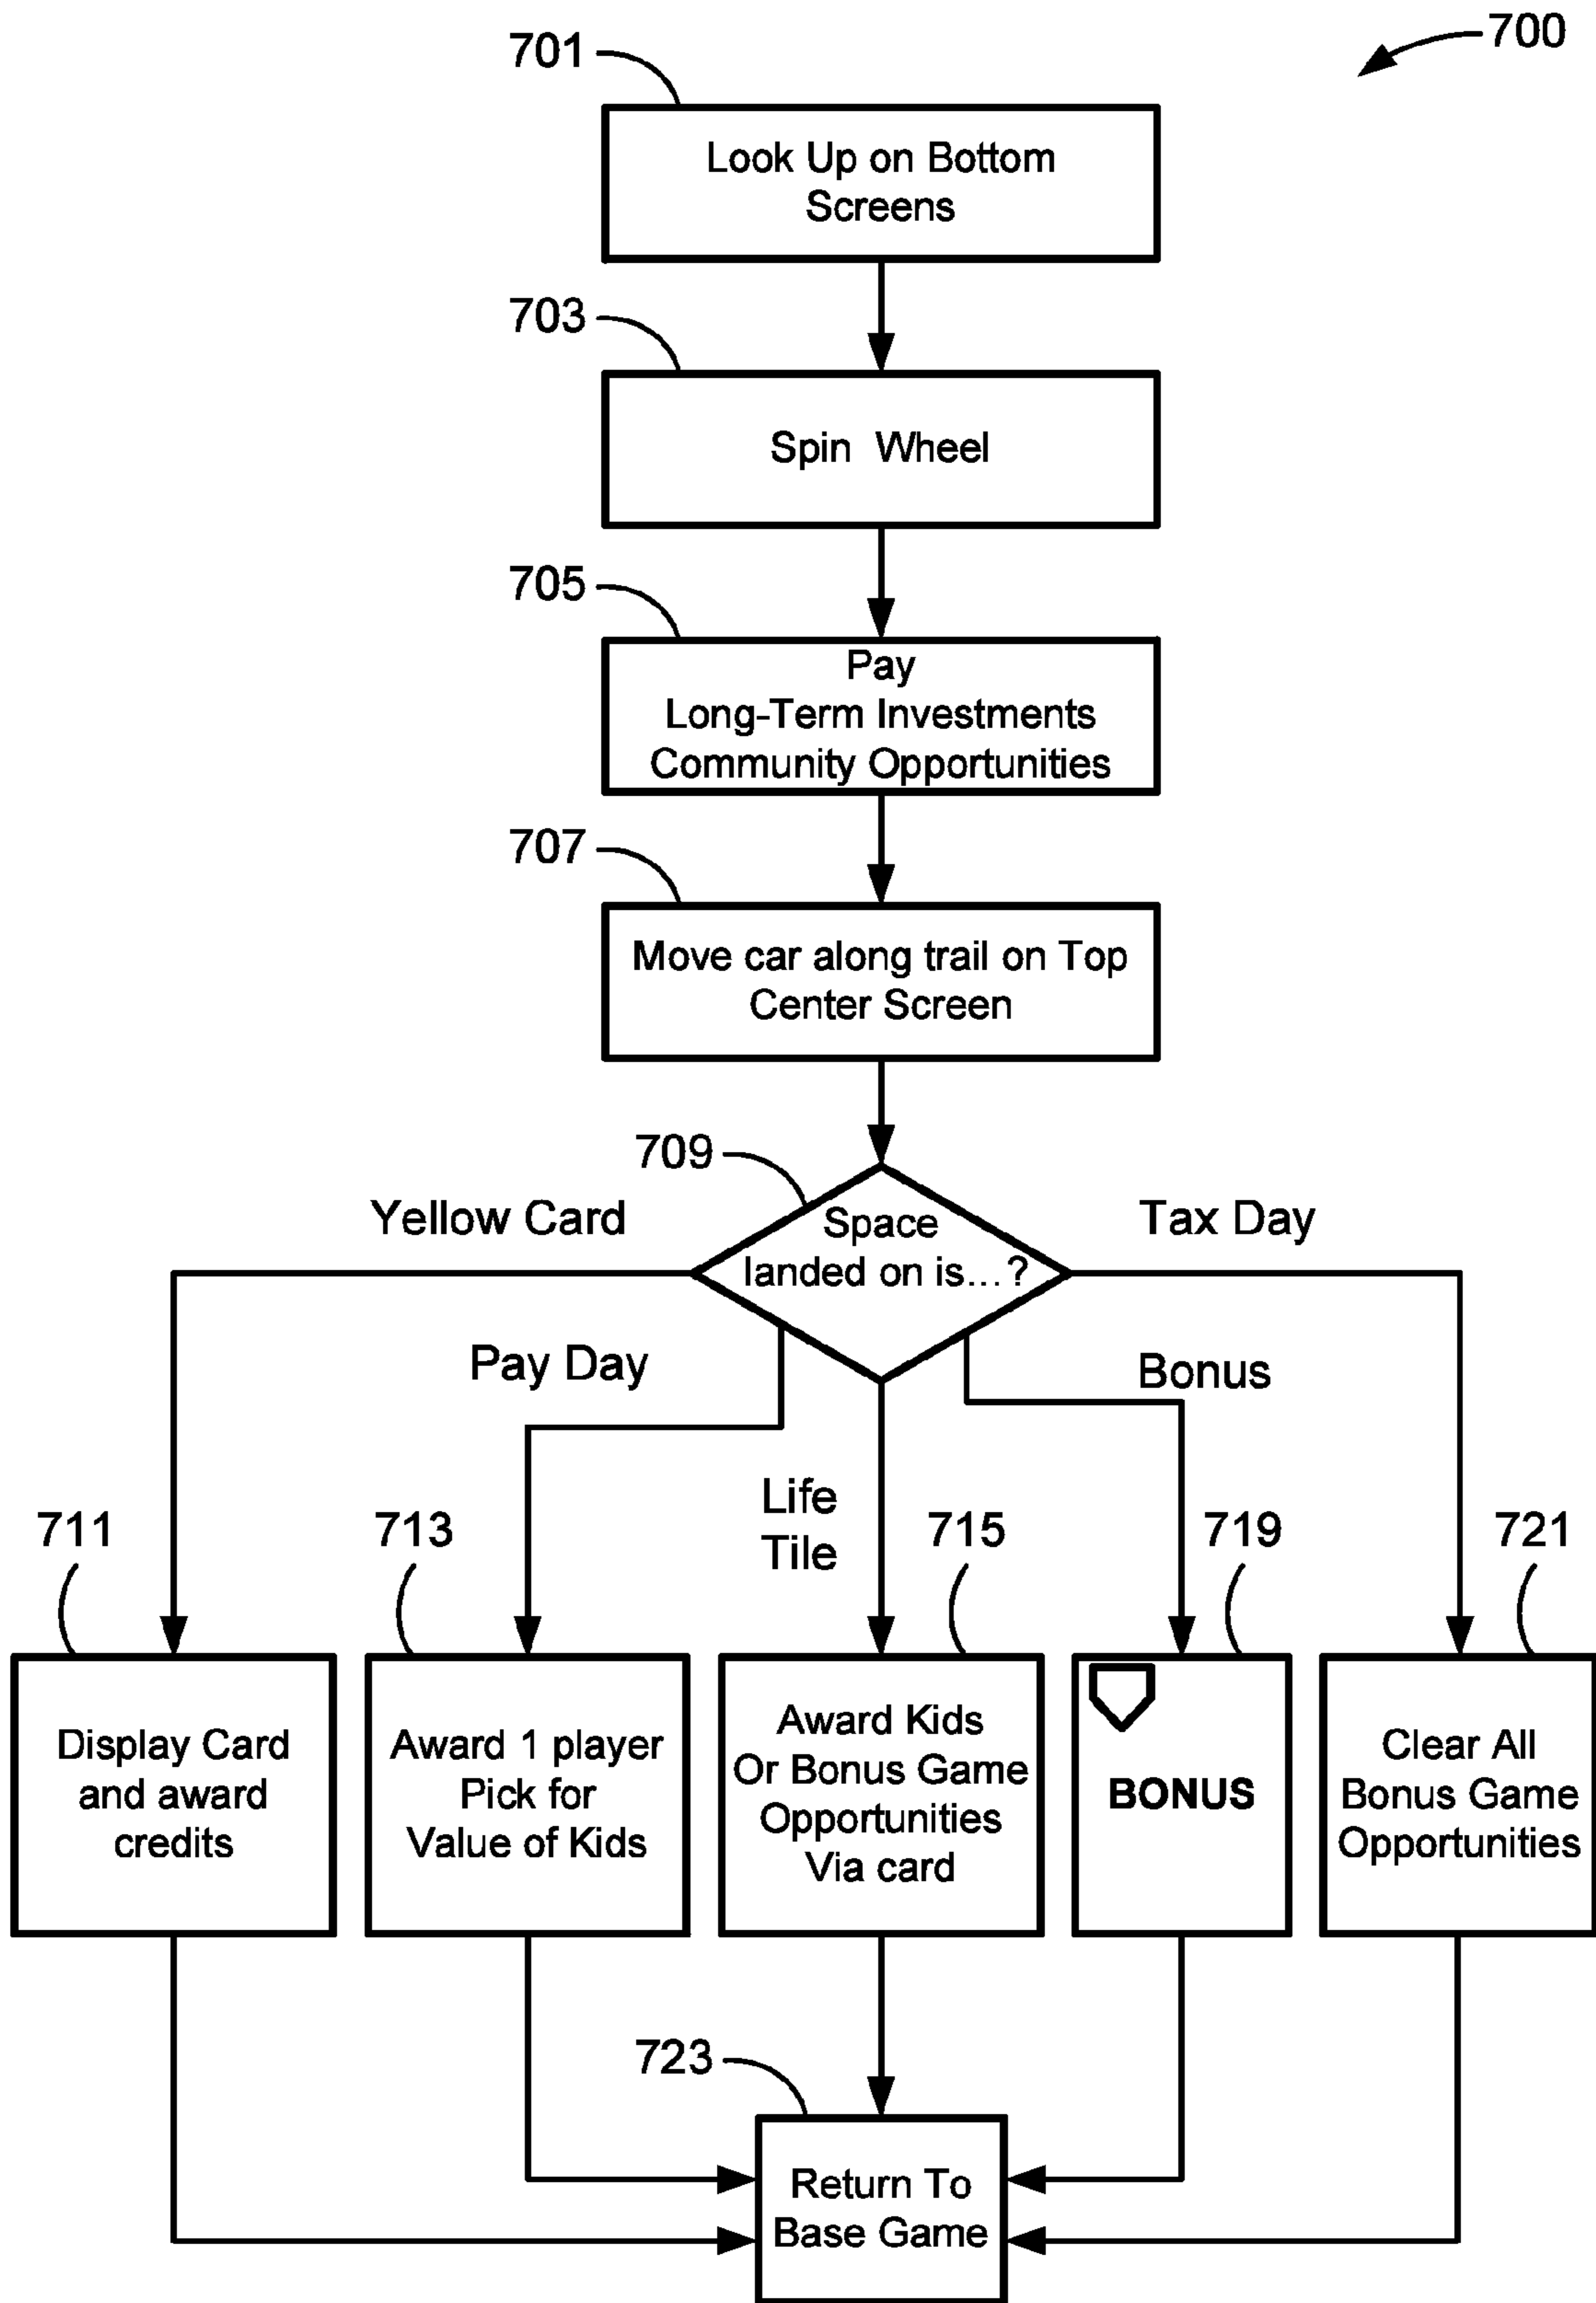 700
701
Look Up on Bottom
Screens
703
Spin Wheel
705
Pay
Long-Term Investments
Community Opportunities
707
Move car along trail on Top
Center Screen
709
Space
landed on is...?
Yellow Card
Tax Day
Pay Day
Bonus
Life
Tile
711
713
715
719
721
Display Card
and award
credits
Award 1 player
Pick for
Value of Kids
Award Kids
Or Bonus Game
Opportunities
Via card
BONUS
Clear All
Bonus Game
Opportunities
723
Return To
Base Game